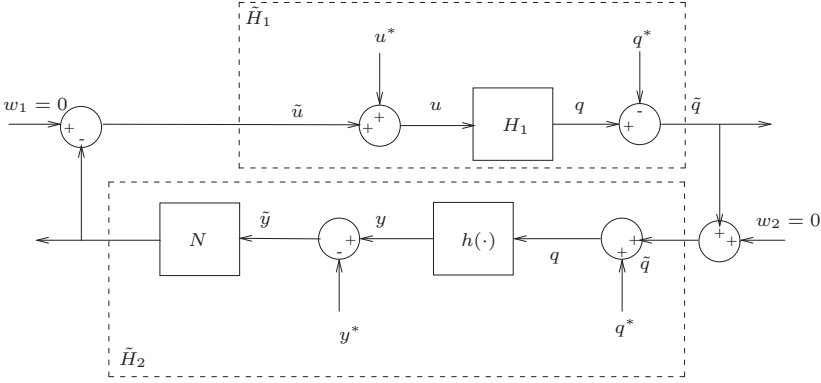 H̃₁
u*
q*
w₁ = 0
ũ
u
q
q̃
+
-
+
+
H₁
+
-
w₂ = 0
N
ỹ
y
h(·)
q
q̃
+
-
+
+
+
+
y*
q*
H̃₂